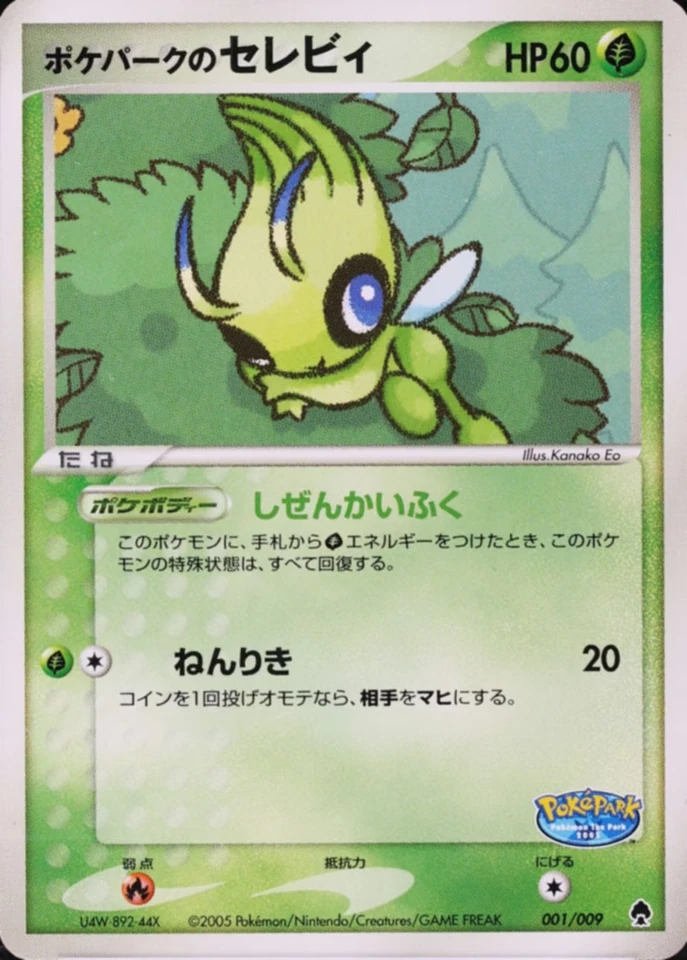 ポケパークのセレビィ HP60
たね Illus.Kanako Eo
ポケボディー しぜんかいふく
このポケモンに、手札からエネルギーをつけたとき、このポケ
モンの特殊状態は、すべて回復する。
ねんりき 20
コインを1回投げオモテなら、相手をマヒにする。
POKÉPARK
Pokémon The Park
2005
弱点 抵抗力 にげる
U4W-892-44X ©2005 Pokémon/Nintendo/Creatures/GAME FREAK 001/009